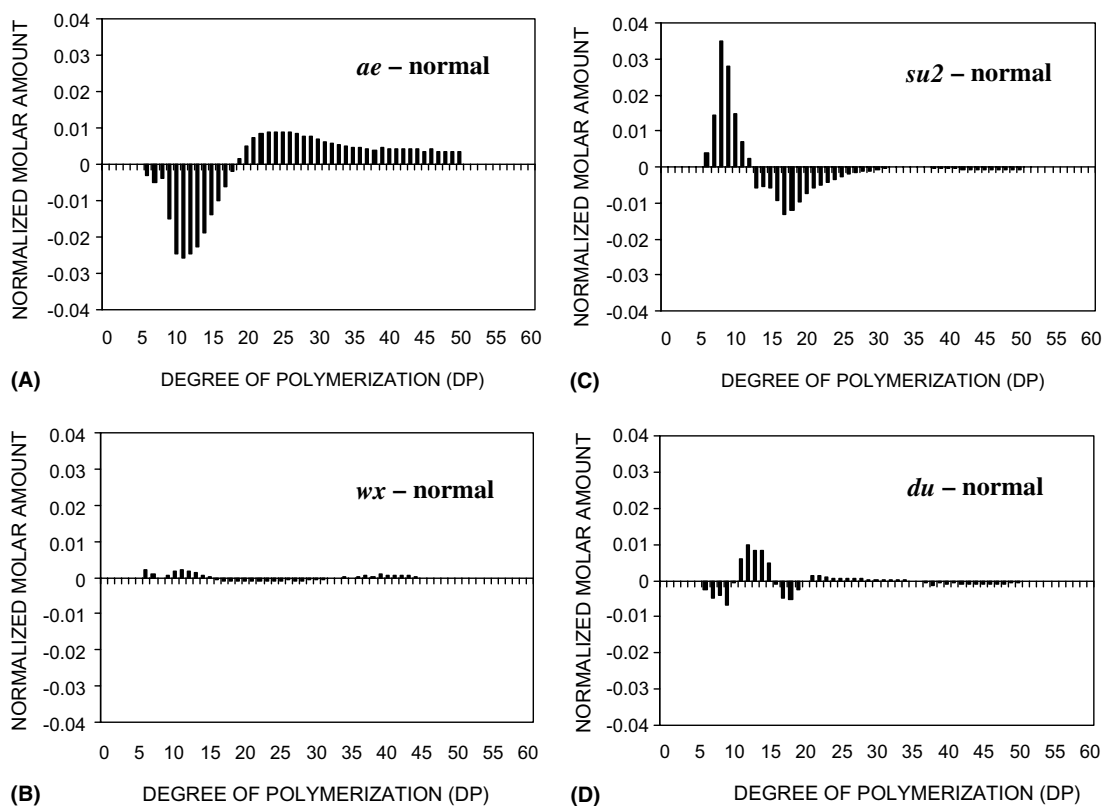 0.04
0.03
0.02
0.01
0
-0.01
-0.02
-0.03
-0.04
NORMALIZED MOLAR AMOUNT
ae – normal
0 5 10 15 20 25 30 35 40 45 50 55 60
(A) DEGREE OF POLYMERIZATION (DP)
0.04
0.03
0.02
0.01
0
-0.01
-0.02
-0.03
-0.04
NORMALIZED MOLAR AMOUNT
su2 – normal
0 5 10 15 20 25 30 35 40 45 50 55 60
(C) DEGREE OF POLYMERIZATION (DP)
0.04
0.03
0.02
0.01
0
-0.01
-0.02
-0.03
-0.04
NORMALIZED MOLAR AMOUNT
wx – normal
0 5 10 15 20 25 30 35 40 45 50 55 60
(B) DEGREE OF POLYMERIZATION (DP)
0.04
0.03
0.02
0.01
0
-0.01
-0.02
-0.03
-0.04
NORMALIZED MOLAR AMOUNT
du – normal
0 5 10 15 20 25 30 35 40 45 50 55 60
(D) DEGREE OF POLYMERIZATION (DP)